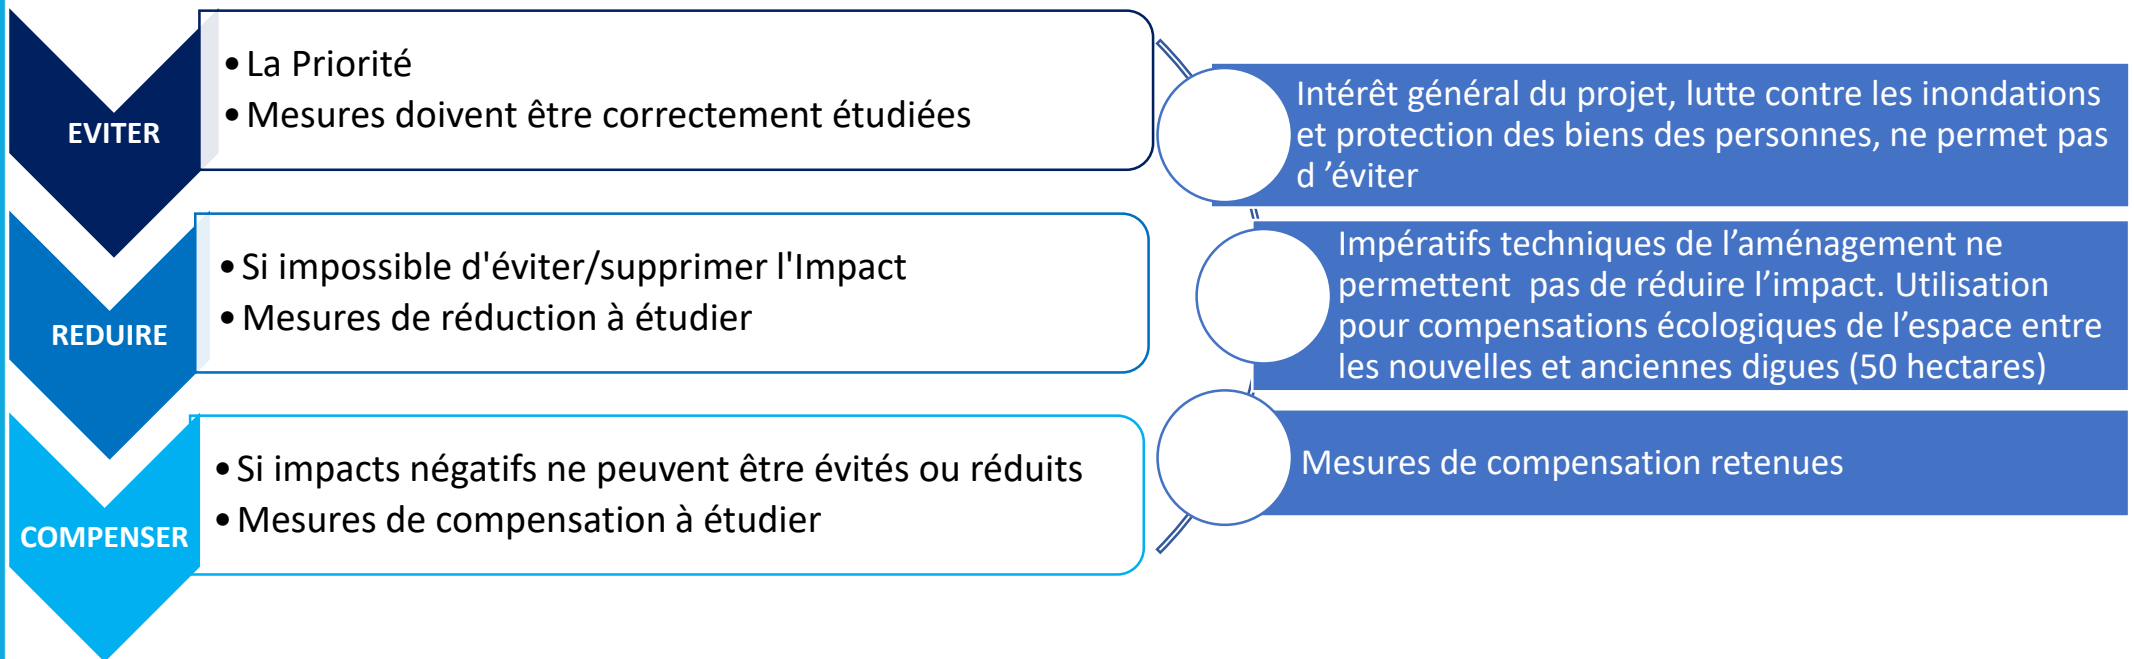 EVITER
• La Priorité
• Mesures doivent être correctement étudiées
Intérêt général du projet, lutte contre les inondations
et protection des biens des personnes, ne permet pas
d ’éviter
REDUIRE
• Si impossible d'éviter/supprimer l'Impact
• Mesures de réduction à étudier
Impératifs techniques de l’aménagement ne
permettent  pas de réduire l’impact. Utilisation
pour compensations écologiques de l’espace entre
les nouvelles et anciennes digues (50 hectares)
COMPENSER
• Si impacts négatifs ne peuvent être évités ou réduits
• Mesures de compensation à étudier
Mesures de compensation retenues